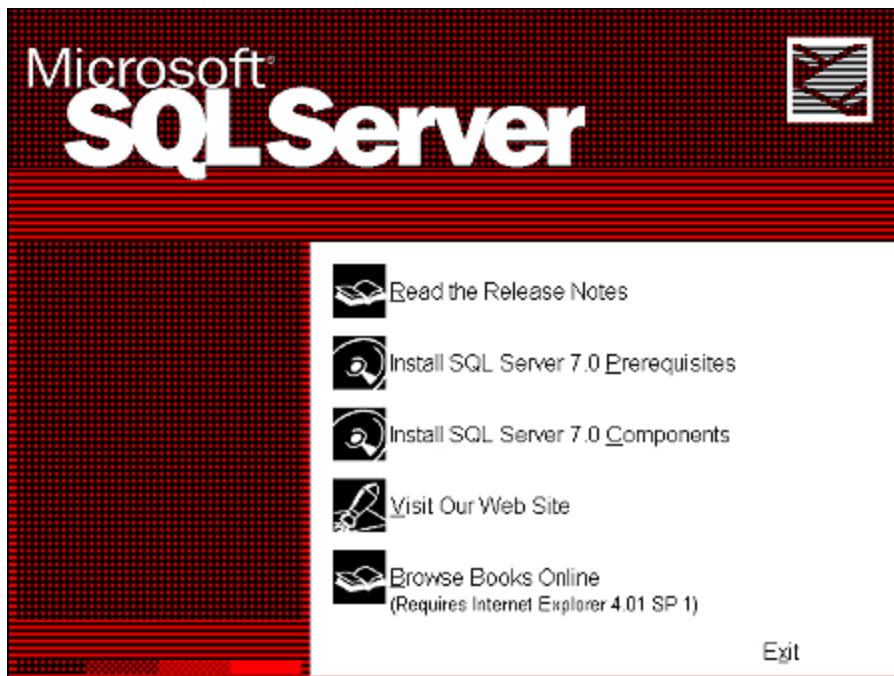 Microsoft®
SQL Server
Read the Release Notes
Install SQL Server 7.0 Prerequisites
Install SQL Server 7.0 Components
Visit Our Web Site
Browse Books Online
(Requires Internet Explorer 4.01 SP 1)
Exit